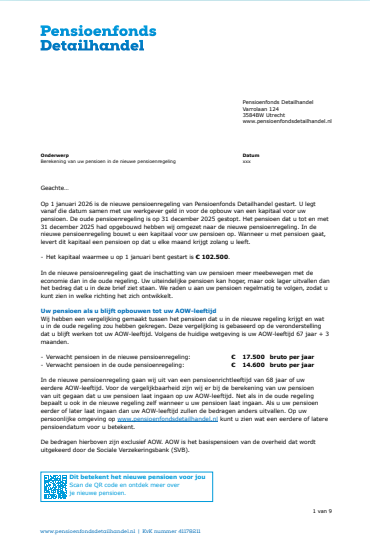 Pensioenfonds
Detailhandel
Pensioenfonds Detailhandel
Varrolaan 124
3584BW Utrecht
www.pensioenfondsdetailhandel.nl
Onderwerp
Berekening van uw pensioen in de nieuwe pensioenregeling
Datum
xxx
Geachte...
Op 1 januari 2026 is de nieuwe pensioenregeling van Pensioenfonds Detailhandel gestart. U legt
vanaf die datum samen met uw werkgever geld in voor de opbouw van een kapitaal voor uw
pensioen. De oude pensioenregeling is op 31 december 2025 gestopt. Het pensioen dat u tot en met
31 december 2025 had opgebouwd hebben wij omgezet naar de nieuwe pensioenregeling. In de
nieuwe pensioenregeling bouwt u een kapitaal voor uw pensioen op. Wanneer u met pensioen gaat,
levert dit kapitaal een pensioen op dat u elke maand krijgt zolang u leeft.
- Het kapitaal waarmee u op 1 januari bent gestart is € 102.500.
In de nieuwe pensioenregeling gaat de inschatting van uw pensioen meer meebewegen met de
economie dan in de oude regeling. Uw uiteindelijke pensioen kan hoger, maar ook lager uitvallen dan
het bedrag dat u in deze brief ziet staan. We raden u aan uw pensioen regelmatig te volgen, zodat u
kunt zien in welke richting het zich ontwikkelt.
Uw pensioen als u blijft opbouwen tot uw AOW-leeftijd
Wij hebben een vergelijking gemaakt tussen het pensioen dat u in de nieuwe regeling krijgt en wat
u in de oude regeling zou hebben gekregen. Deze vergelijking is gebaseerd op de veronderstelling
dat u blijft werken tot uw AOW-leeftijd. Volgens de huidige wetgeving is uw AOW-leeftijd 67 jaar + 3
maanden.
- Verwacht pensioen in de nieuwe pensioenregeling: € 17.500 bruto per jaar
- Verwacht pensioen in de oude pensioenregeling: € 14.600 bruto per jaar
In de nieuwe pensioenregeling gaan wij uit van een pensioenrichtleeftijd van 68 jaar of uw
eerdere AOW-leeftijd. Voor de vergelijkbaarheid zijn wij er bij de berekening van uw pensioen
van uit gegaan dat u uw pensioen laat ingaan op uw AOW-leeftijd. Net als in de oude regeling
bepaalt u ook in de nieuwe regeling zelf wanneer u uw pensioen laat ingaan. Als u uw pensioen
eerder of later laat ingaan dan uw AOW-leeftijd zullen de bedragen anders uitvallen. Op uw
persoonlijke omgeving op www.pensioenfondsdetailhandel.nl kunt u zien wat een eerdere of latere
pensioendatum voor u betekent.
De bedragen hierboven zijn exclusief AOW. AOW is het basispensioen van de overheid dat wordt
uitgekeerd door de Sociale Verzekeringsbank (SVB).
Dit betekent het nieuwe pensioen voor jou
Scan de QR code en ontdek meer over
je nieuwe pensioen.
1 van 9
www.pensioenfondsdetailhandel.nl | KvK nummer 41178211